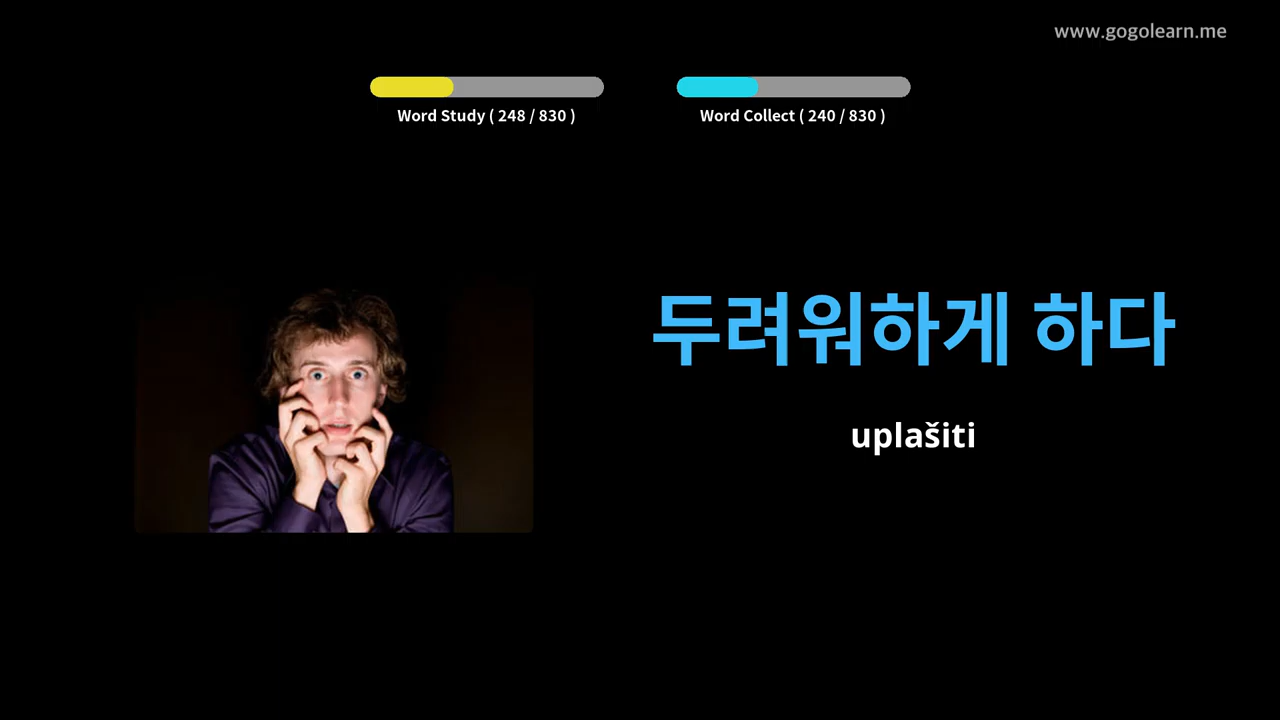 www.gogolearn.me
Word Study ( 248 / 830 )
Word Collect ( 240 / 830 )
두려워하게 하다
uplašiti